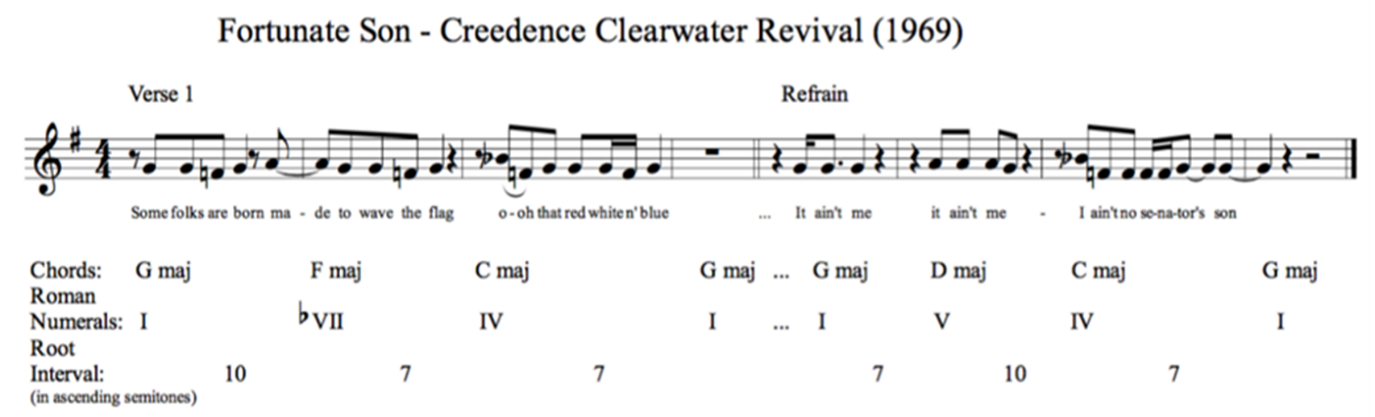 Fortunate Son - Creedence Clearwater Revival (1969)
Verse 1 Refrain
Some folks are born ma - de to wave the flag o - oh that red white n' blue ... It ain't me it ain't me - I ain't no se-na-tor's son
Chords: G maj F maj C maj G maj ... G maj D maj C maj G maj
Roman
Numerals: I ♭VII IV I ... I V IV I
Root
Interval: 10 7 7 7 10 7
(in ascending semitones)